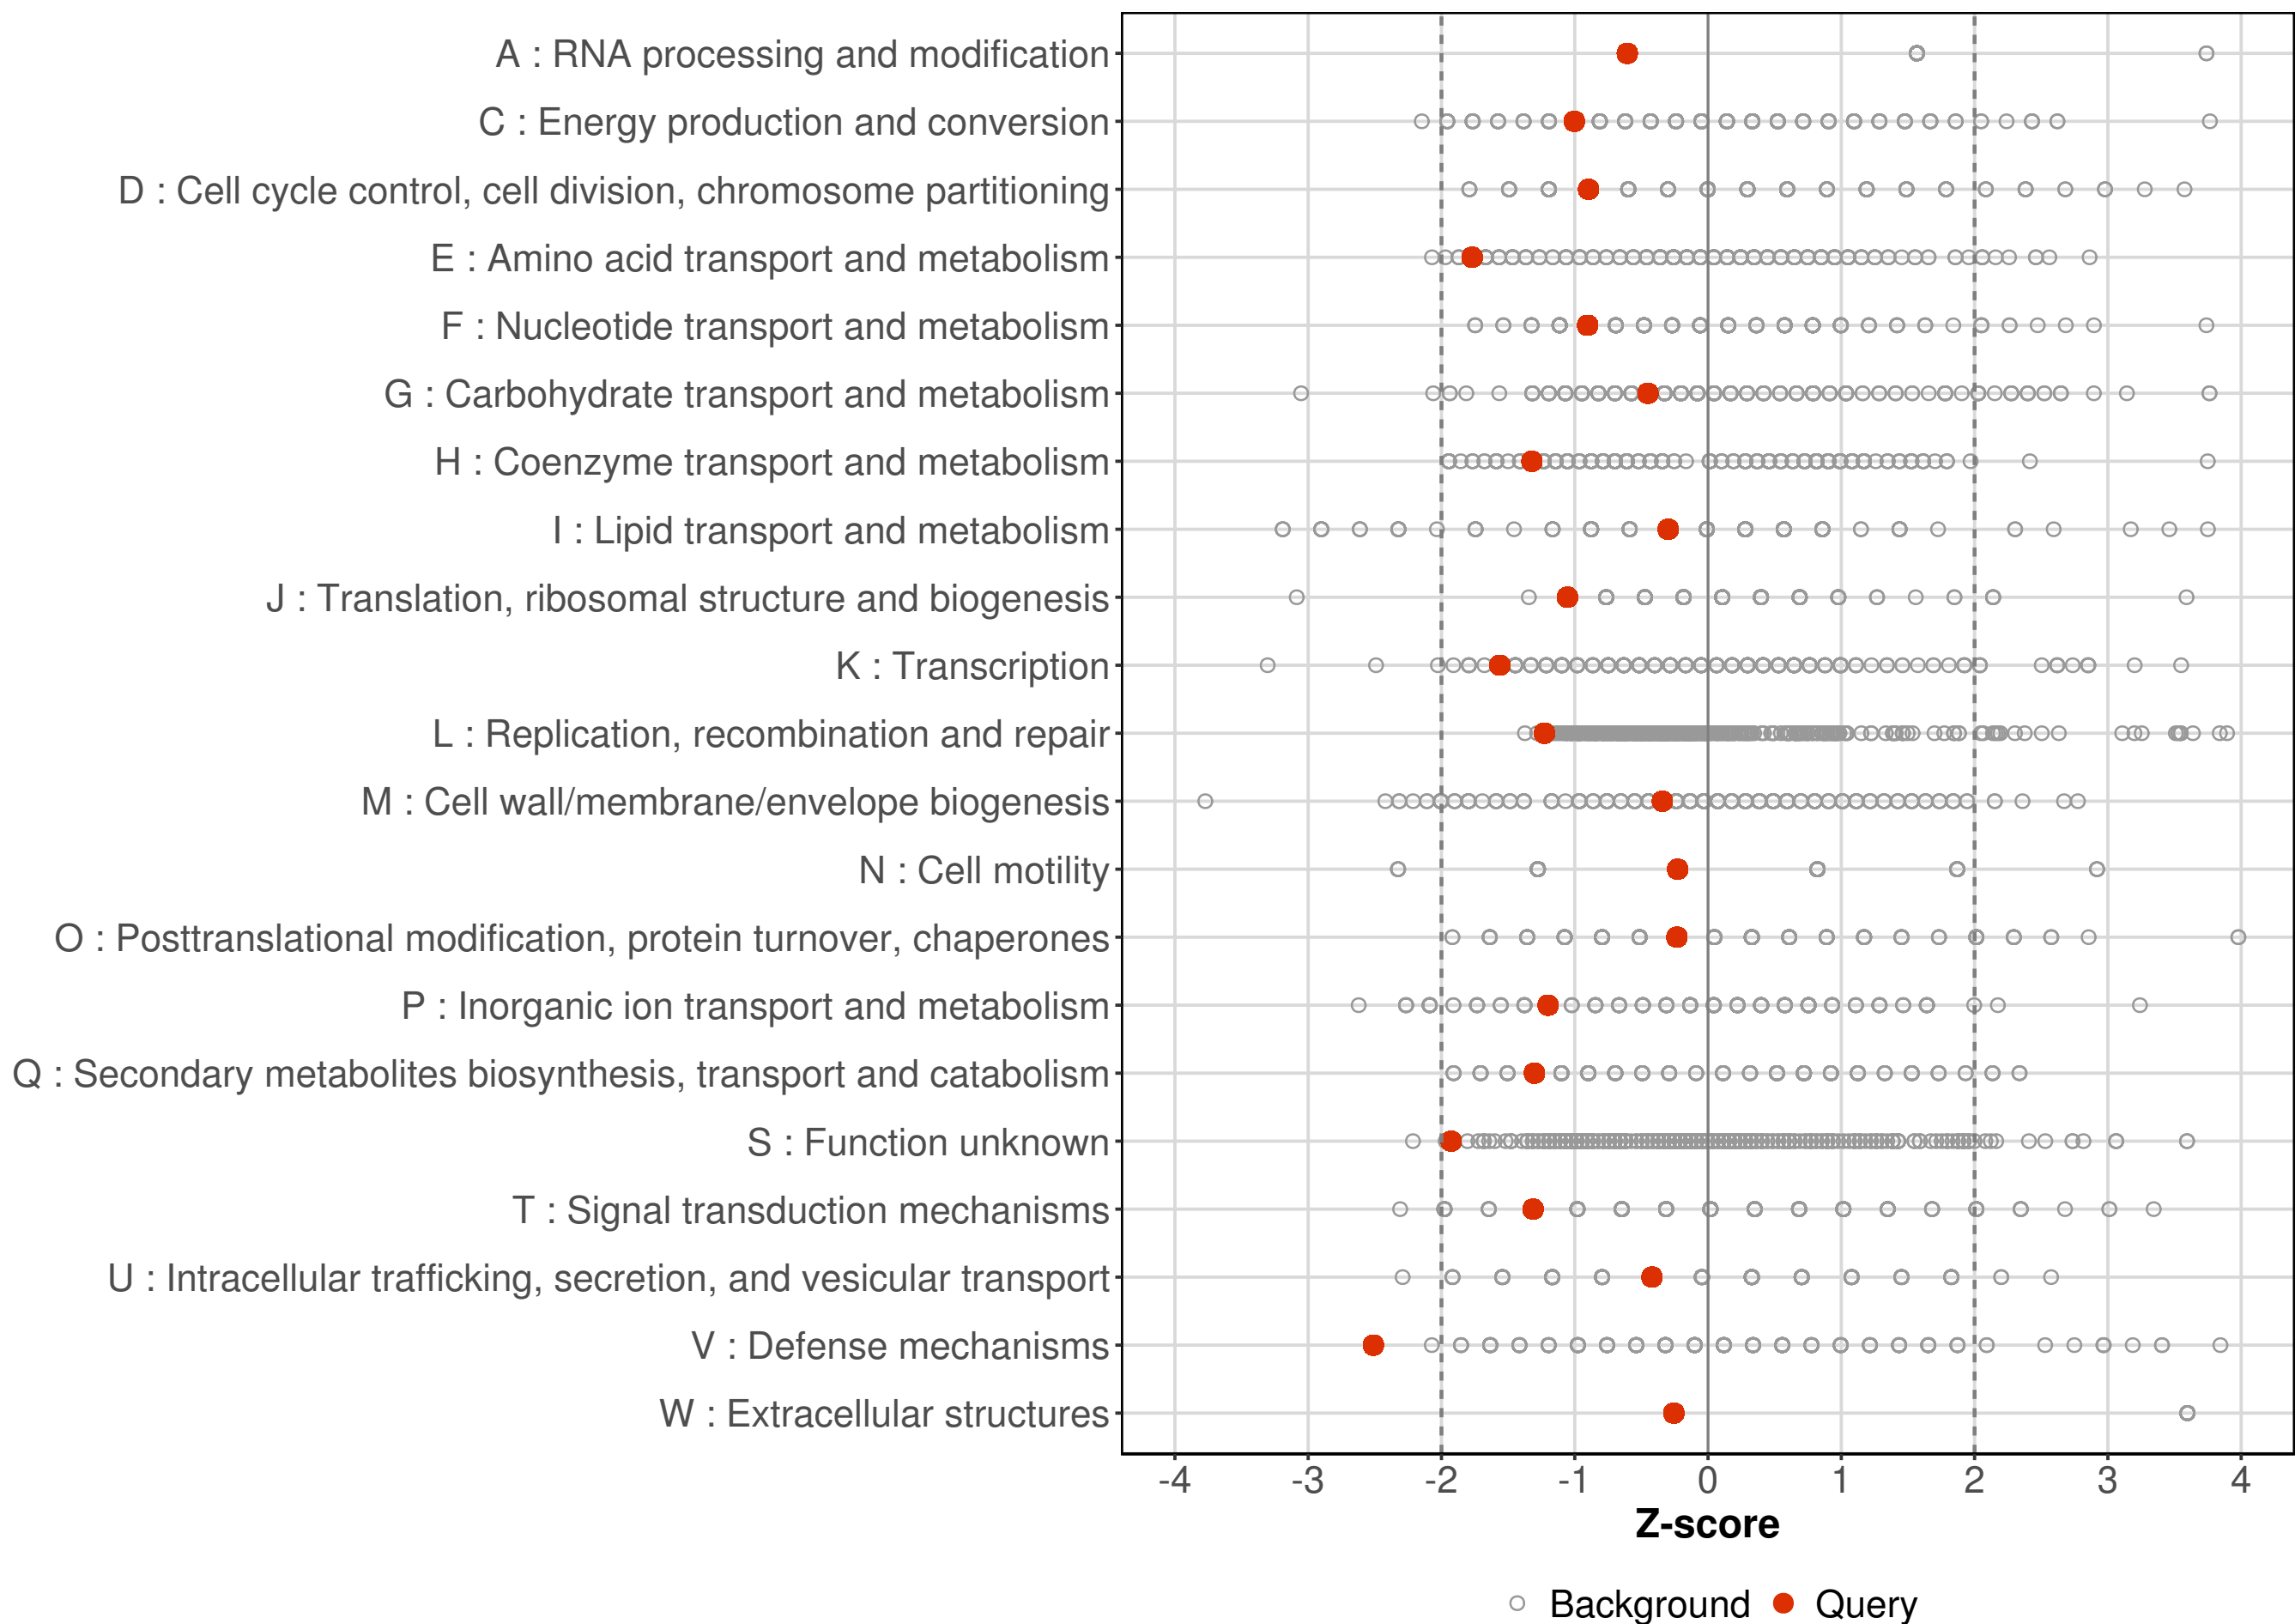 A : RNA processing and modification
C : Energy production and conversion
D : Cell cycle control, cell division, chromosome partitioning
E : Amino acid transport and metabolism
F : Nucleotide transport and metabolism
G : Carbohydrate transport and metabolism
H : Coenzyme transport and metabolism
I : Lipid transport and metabolism
J : Translation, ribosomal structure and biogenesis
K : Transcription
L : Replication, recombination and repair
M : Cell wall/membrane/envelope biogenesis
N : Cell motility
O : Posttranslational modification, protein turnover, chaperones
P : Inorganic ion transport and metabolism
Q : Secondary metabolites biosynthesis, transport and catabolism
S : Function unknown
T : Signal transduction mechanisms
U : Intracellular trafficking, secretion, and vesicular transport
V : Defense mechanisms
W : Extracellular structures
-4 -3 -2 -1 0 1 2 3 4
Z-score
Background Query